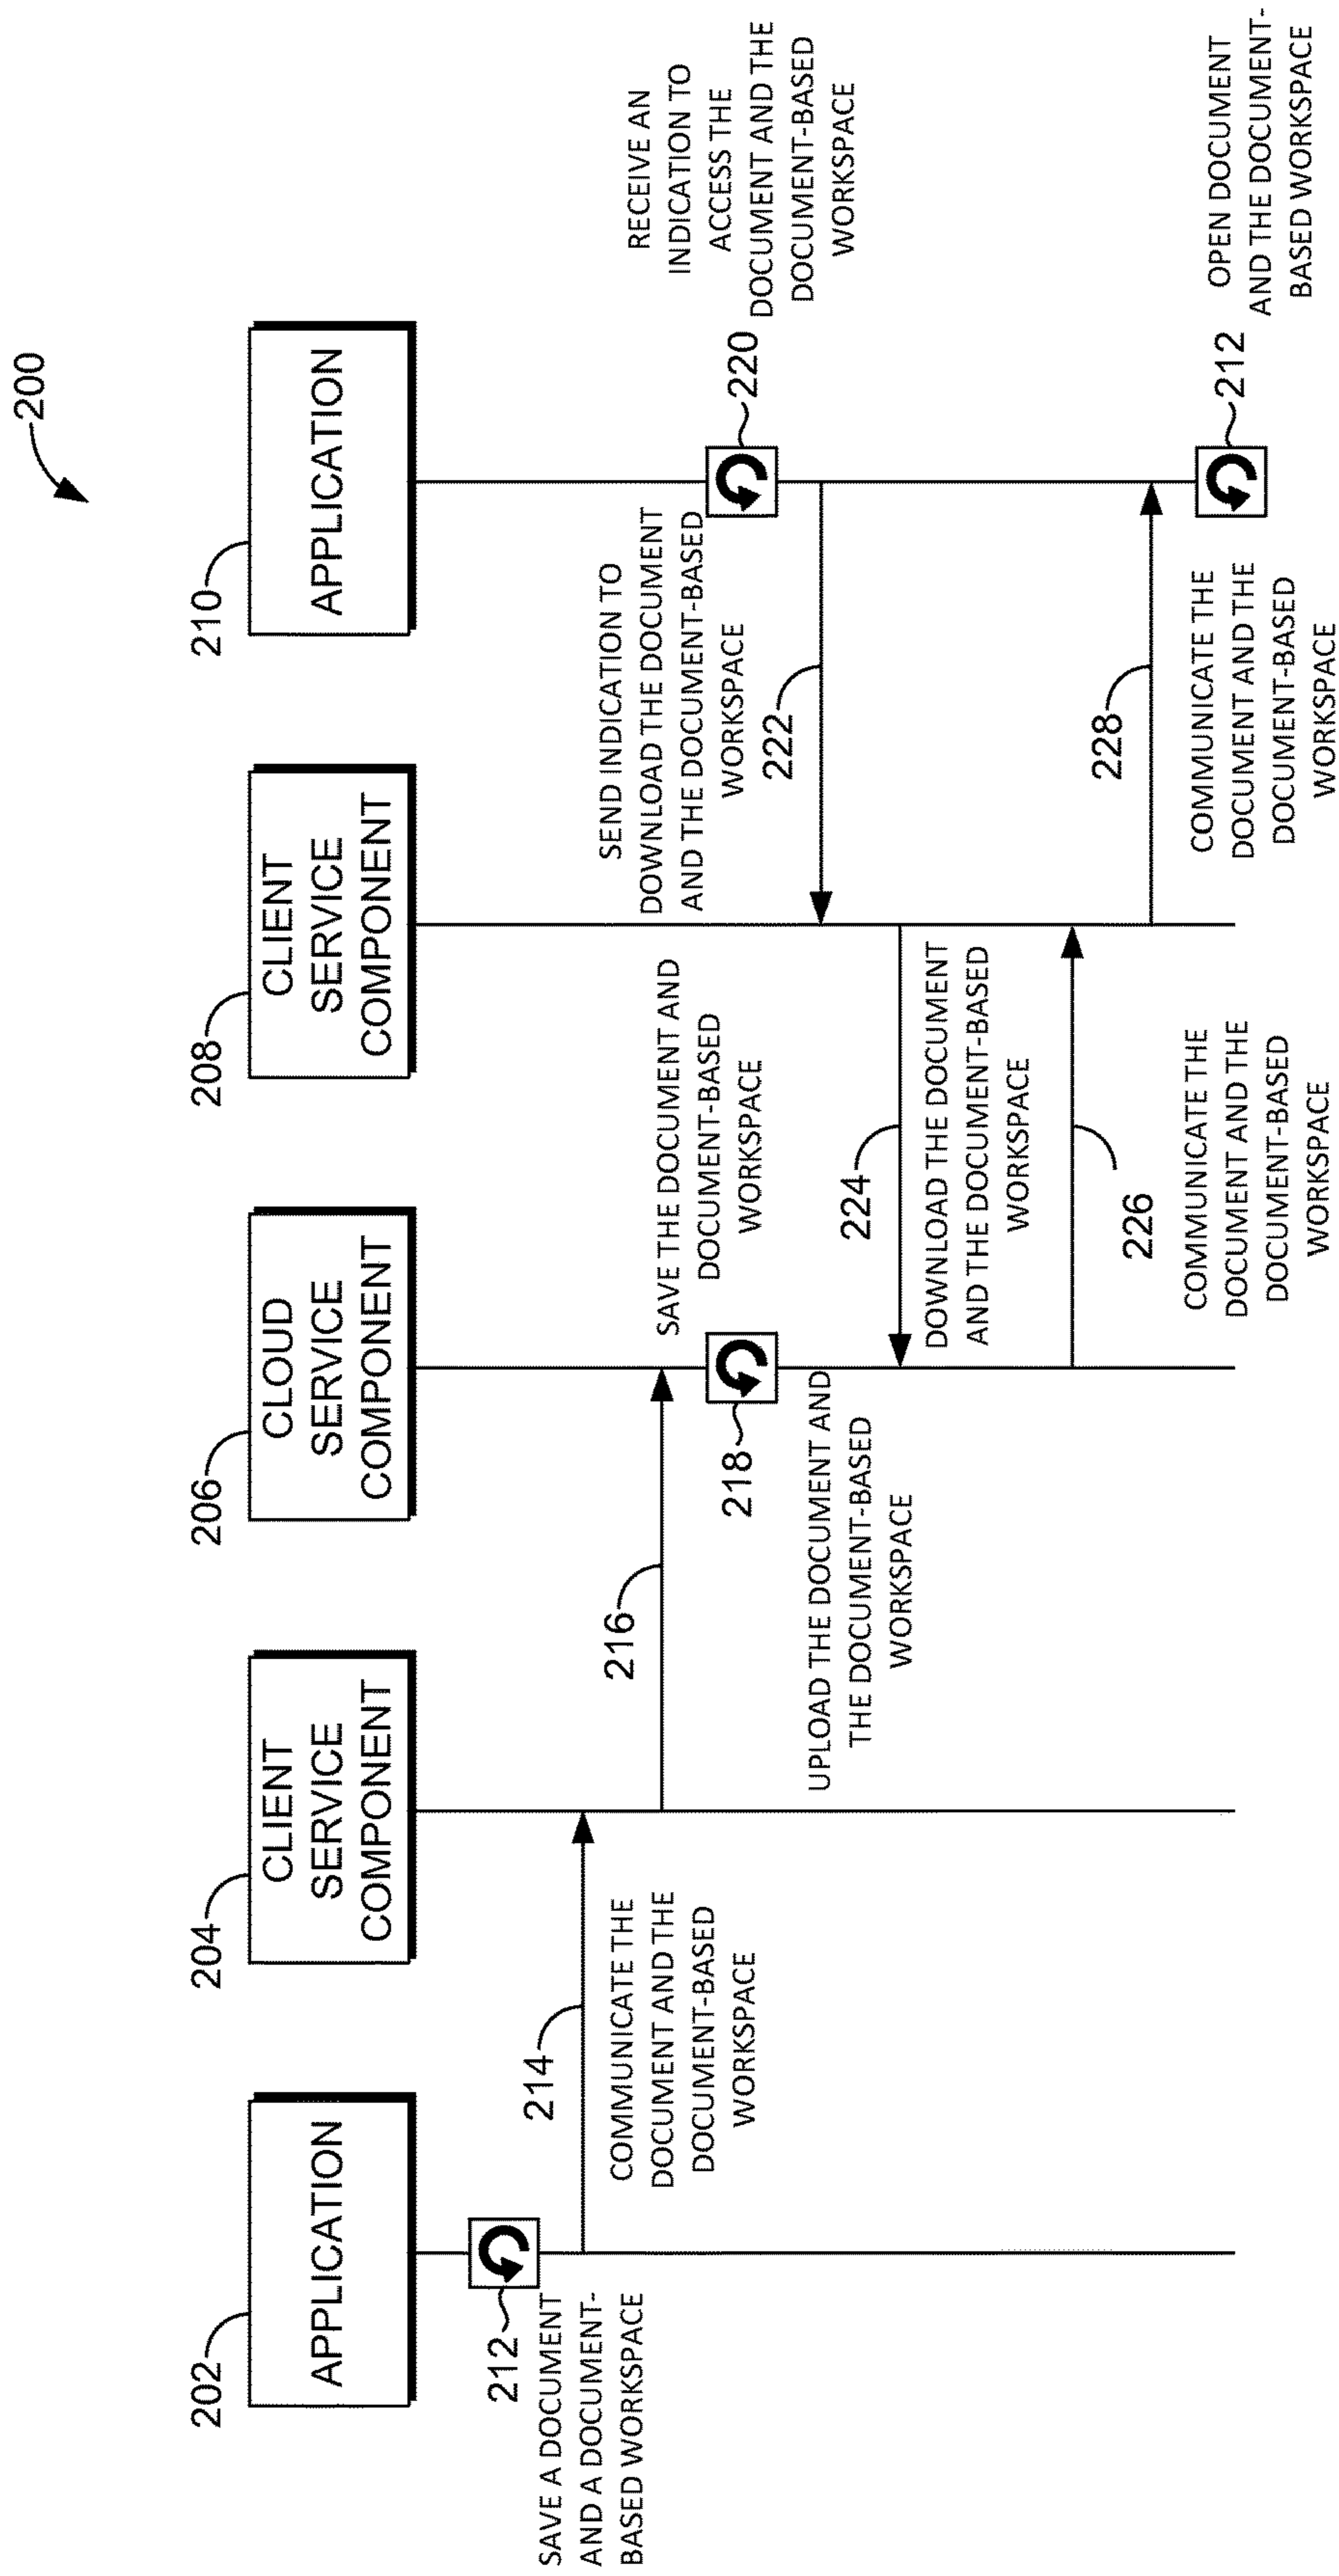 200
202
APPLICATION
204
CLIENT
SERVICE
COMPONENT
206
CLOUD
SERVICE
COMPONENT
208
CLIENT
SERVICE
COMPONENT
210
APPLICATION
212
SAVE A DOCUMENT
AND A DOCUMENT-
BASED WORKSPACE
214
COMMUNICATE THE
DOCUMENT AND THE
DOCUMENT-BASED
WORKSPACE
216
UPLOAD THE DOCUMENT AND
THE DOCUMENT-BASED
WORKSPACE
218
SAVE THE DOCUMENT AND
DOCUMENT-BASED
WORKSPACE
220
RECEIVE AN
INDICATION TO
ACCESS THE
DOCUMENT AND THE
DOCUMENT-BASED
WORKSPACE
SEND INDICATION TO
DOWNLOAD THE DOCUMENT
AND THE DOCUMENT-BASED
WORKSPACE
222
224
DOWNLOAD THE DOCUMENT
AND THE DOCUMENT-BASED
WORKSPACE
226
COMMUNICATE THE
DOCUMENT AND THE
DOCUMENT-BASED
WORKSPACE
228
COMMUNICATE THE
DOCUMENT AND THE
DOCUMENT-BASED
WORKSPACE
212
OPEN DOCUMENT
AND THE DOCUMENT-
BASED WORKSPACE